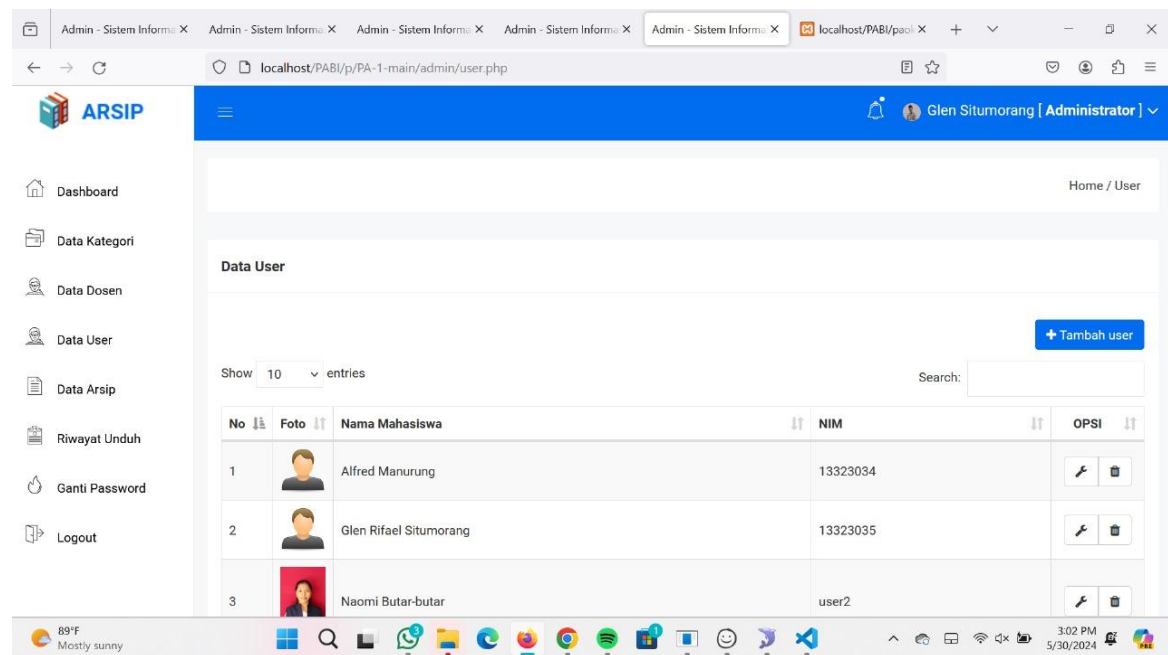 Admin - Sistem Informa Admin - Sistem Informa Admin - Sistem Informa Admin - Sistem Informa Admin - Sistem Informa localhost/PABI/pa
localhost/PABI/p/PA-1-main/admin/user.php
ARSIP
Glen Situmorang [ Administrator ]
Dashboard
Data Kategori
Data Dosen
Data User
Data Arsip
Riwayat Unduh
Ganti Password
Logout
Home / User
Data User
+ Tambah user
Show 10 entries
Search:
No Foto Nama Mahasiswa NIM OPSI
1 Alfred Manurung 13323034
2 Glen Rifael Situmorang 13323035
3 Naomi Butar-butar user2
89°F
Mostly sunny
3
1
3:02 PM
5/30/2024
PRE